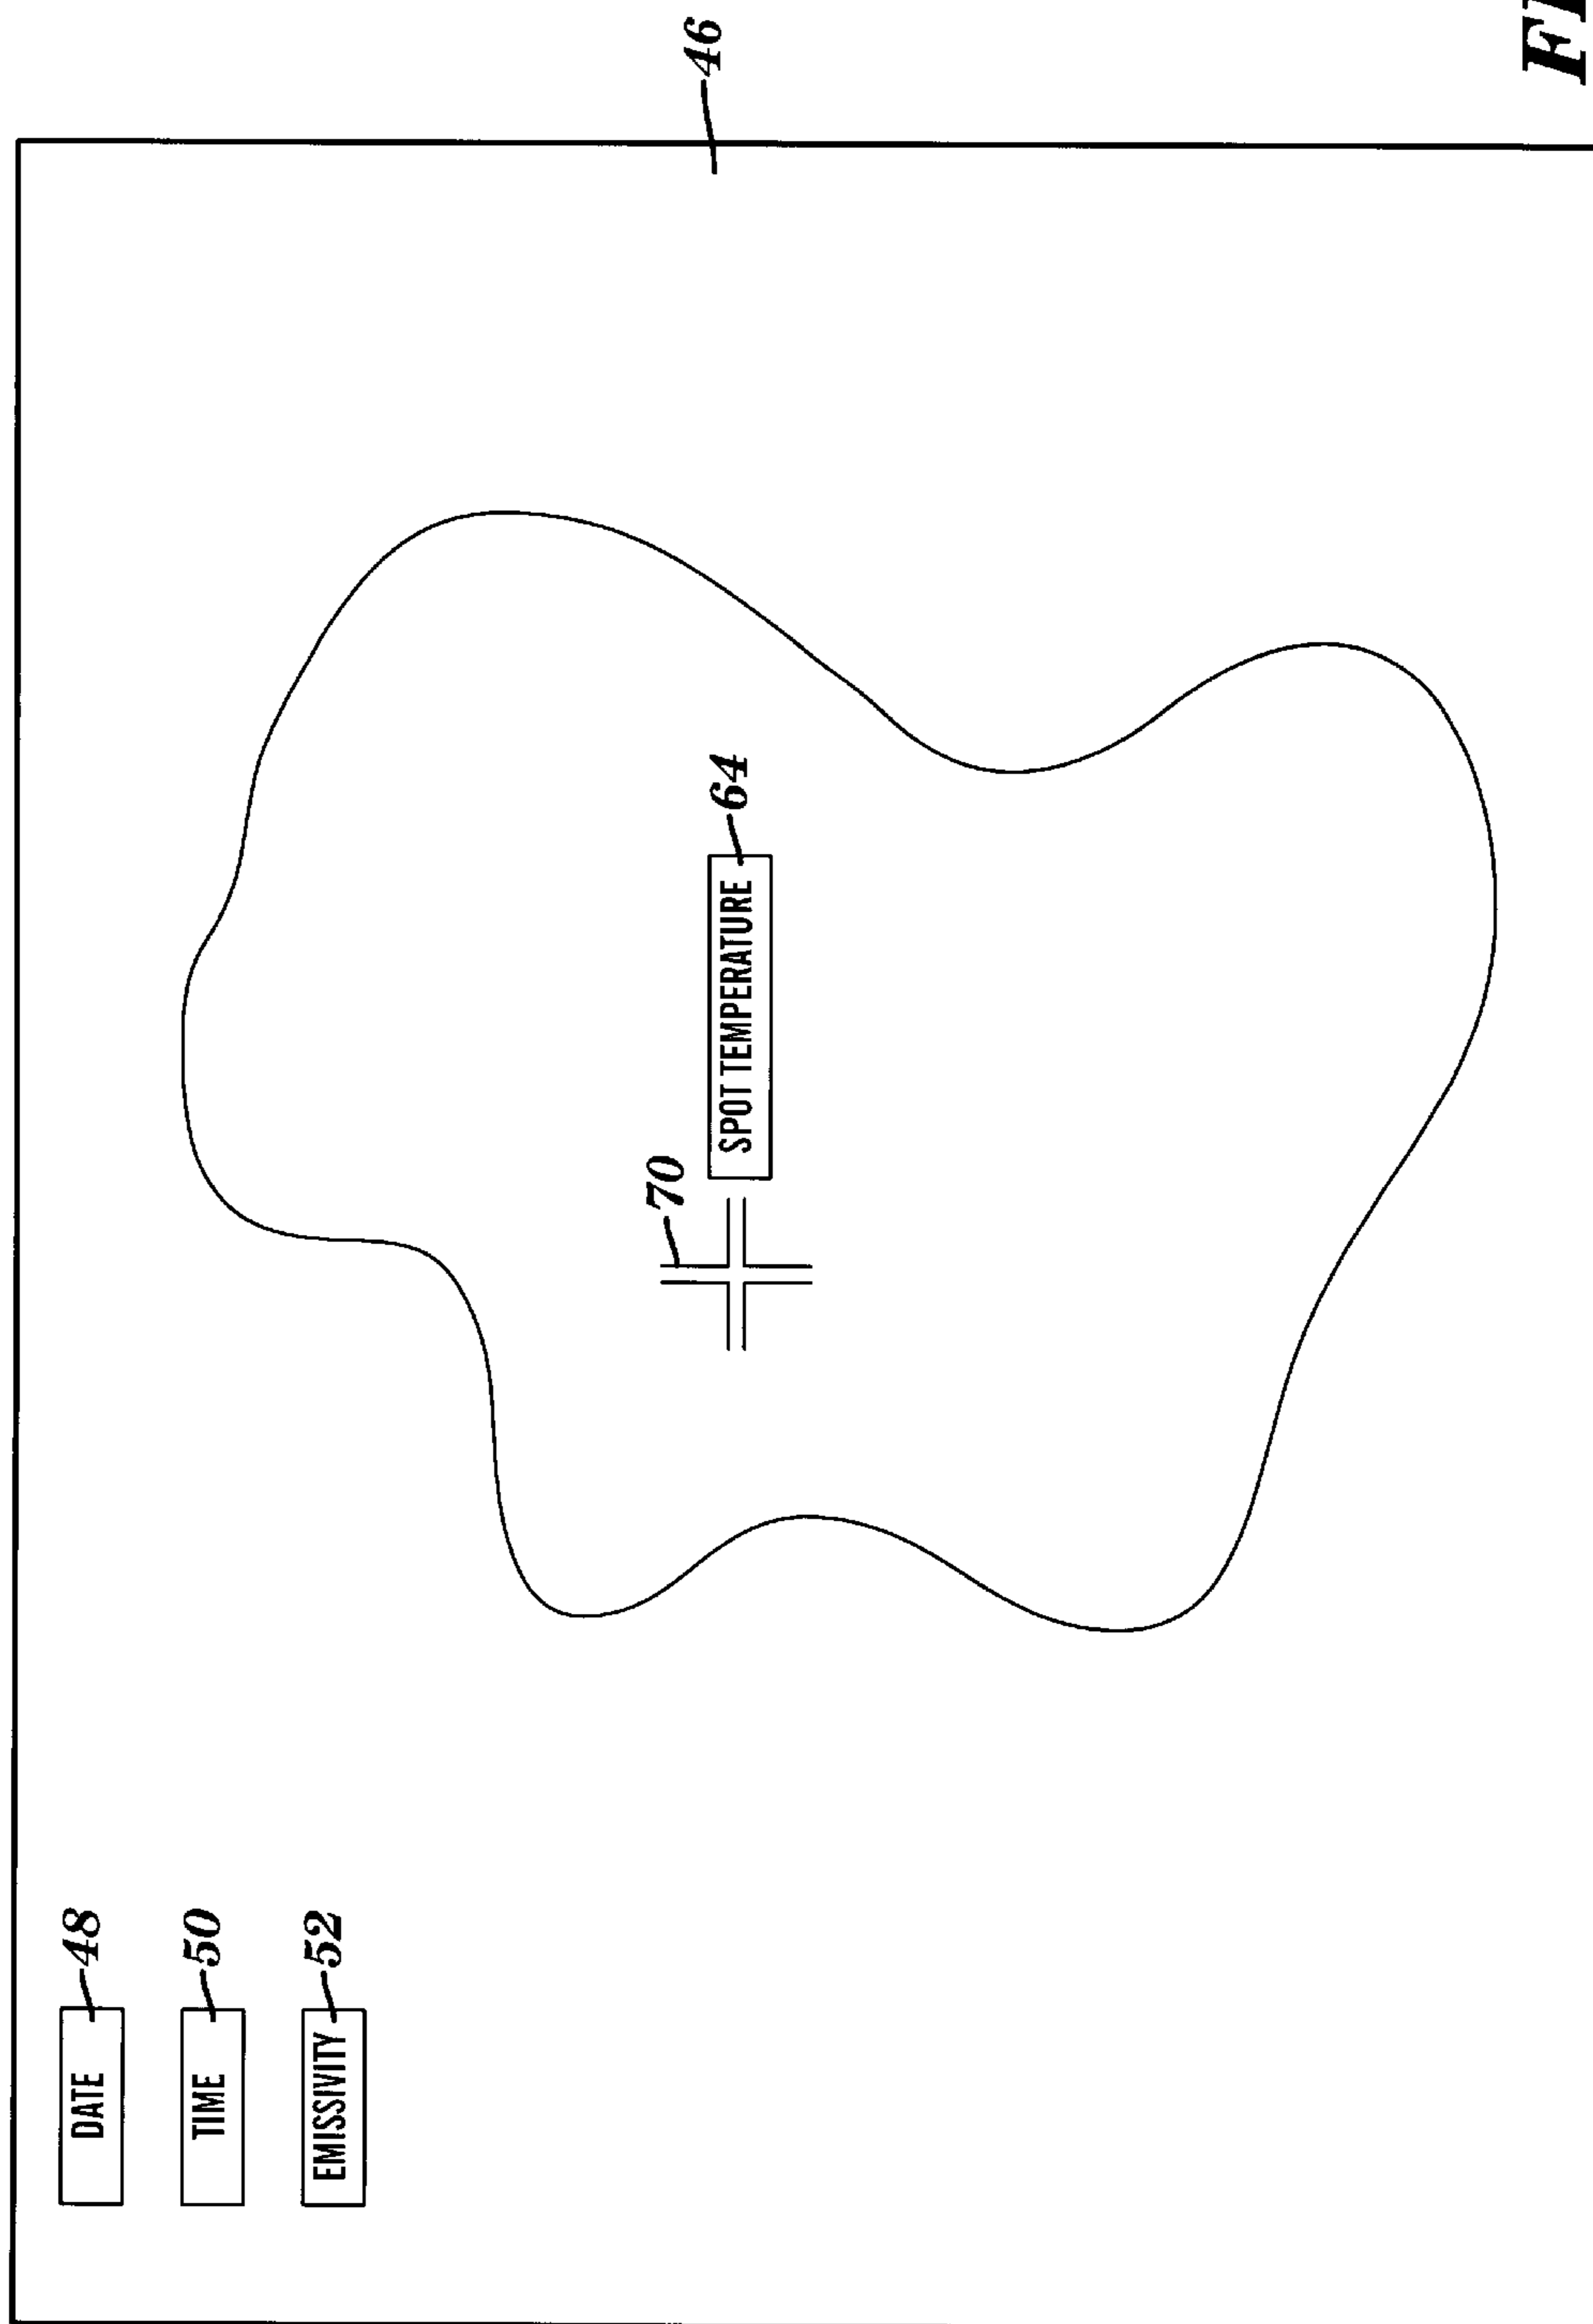 DATE 48
TIME 50
EMISSIVITY 52
46
70
SPOT TEMPERATURE 64